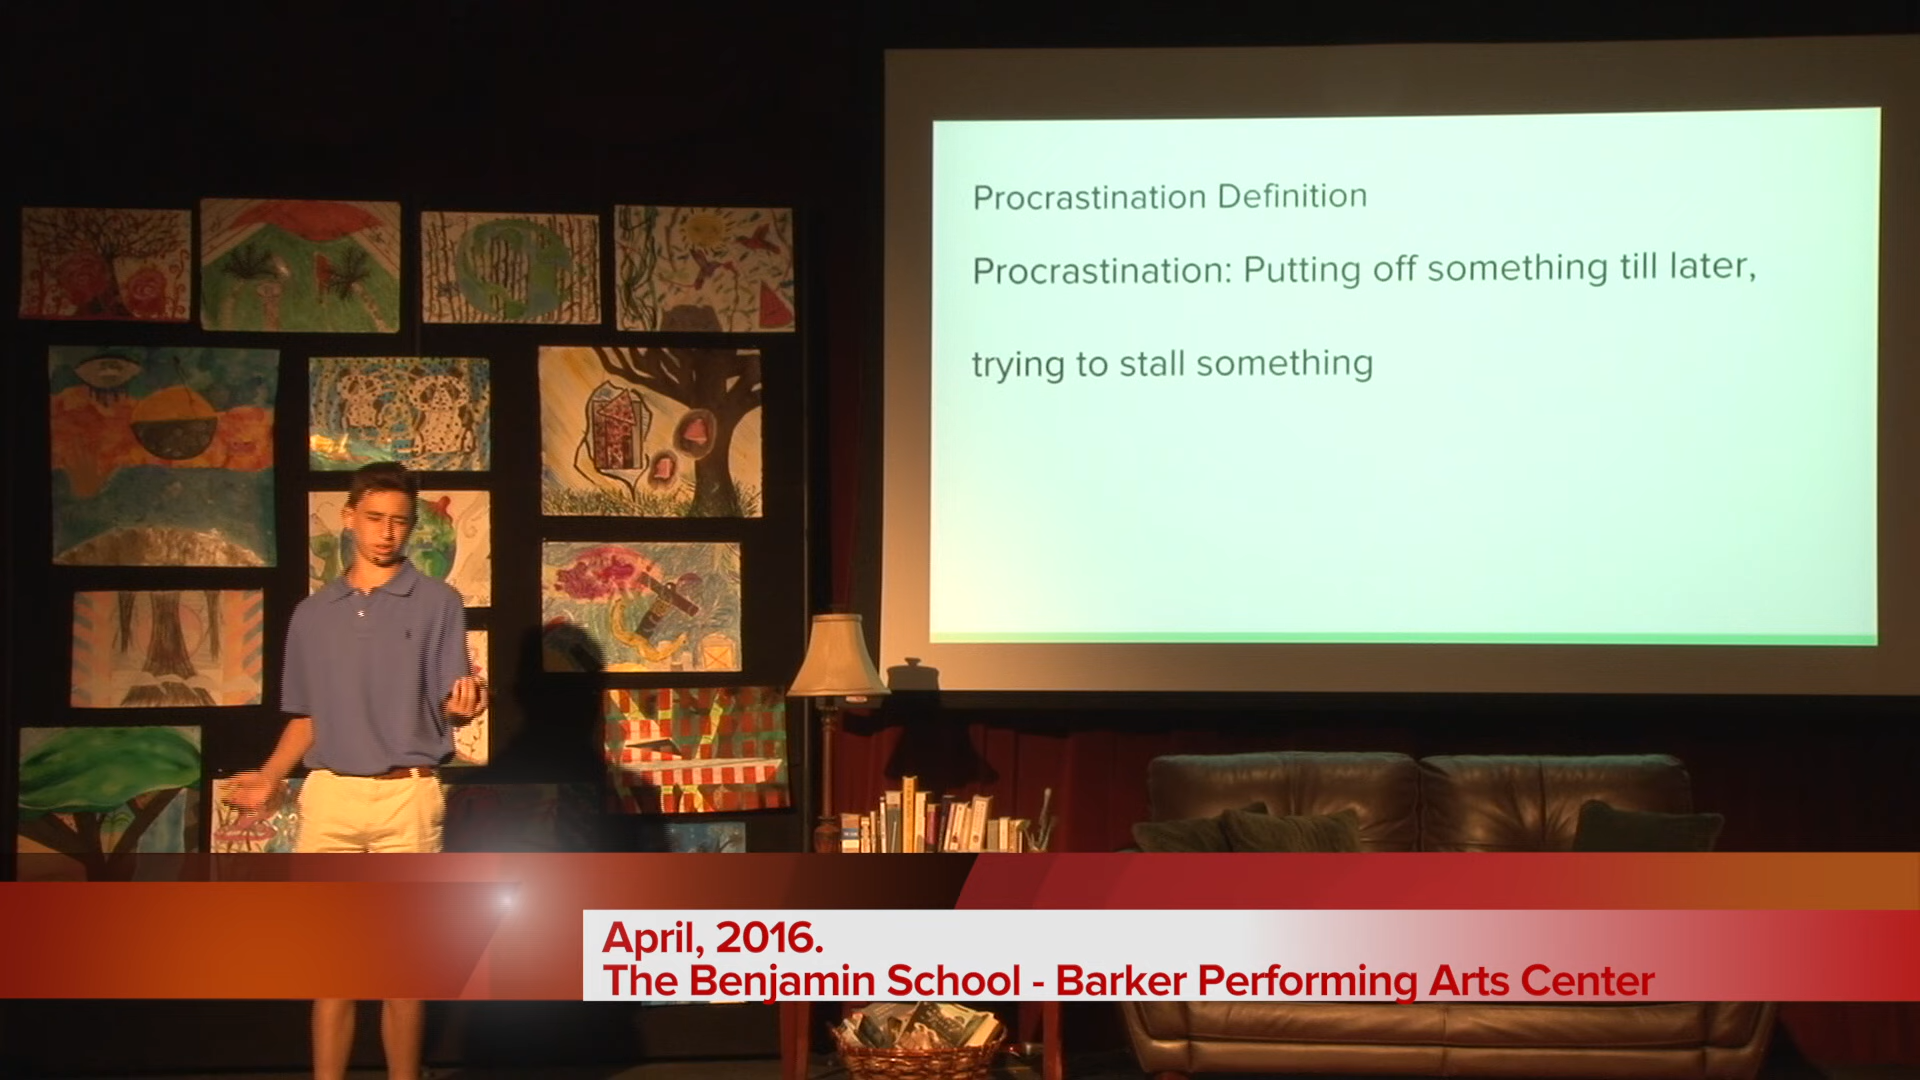 Procrastination Definition
Procrastination: Putting off something till later,
trying to stall something
April, 2016.
The Benjamin School - Barker Performing Arts Center